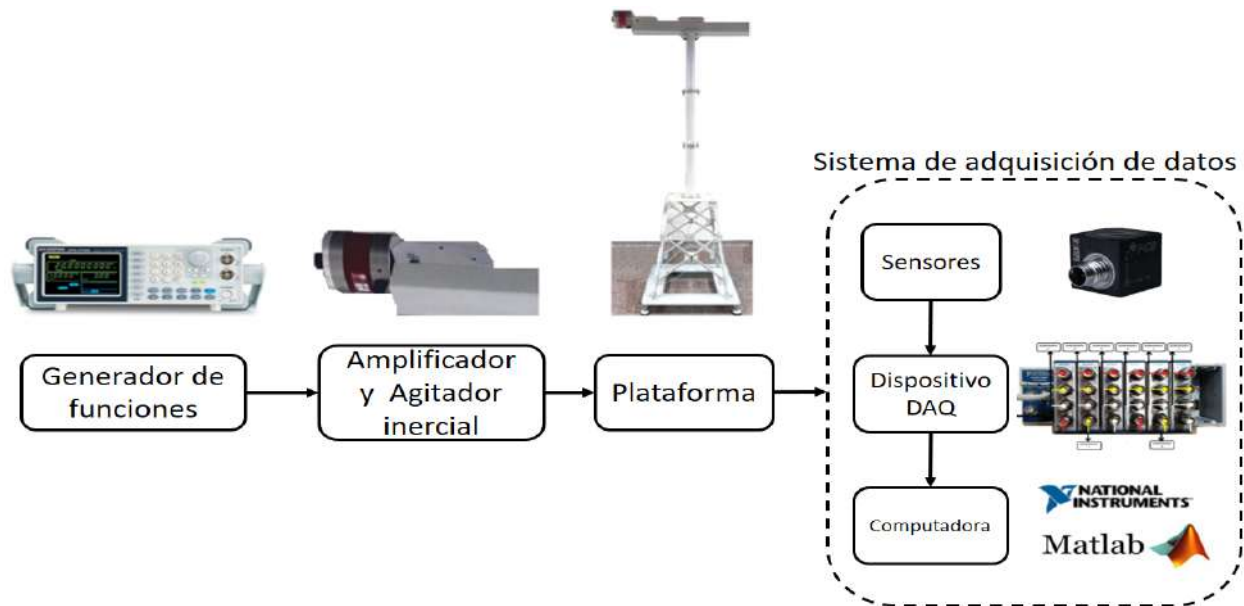 Sistema de adquisición de datos
Generador de
funciones
Amplificador
y Agitador
inercial
Plataforma
Sensores
Dispositivo
DAQ
Computadora
NATIONAL
INSTRUMENTS
Matlab